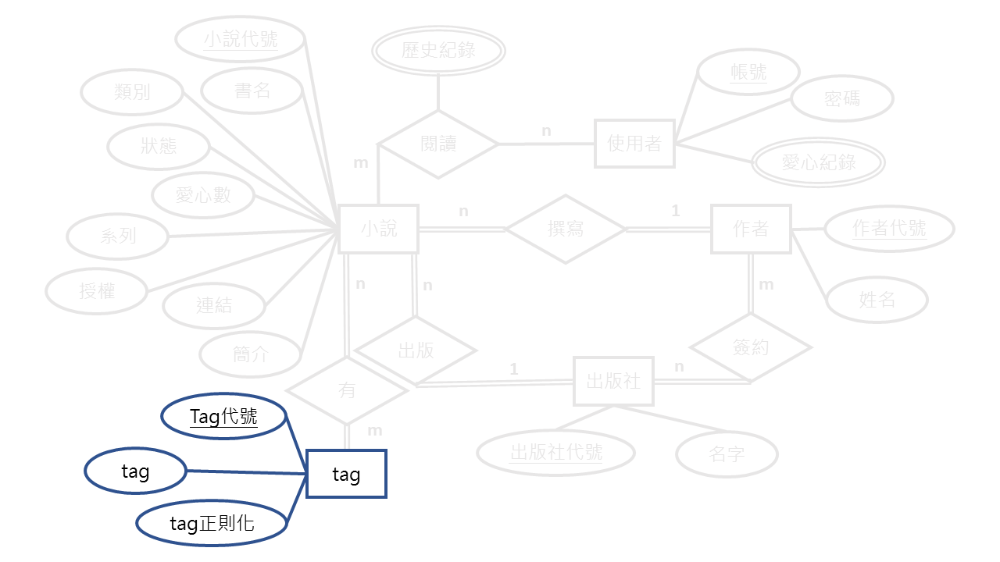 小說代號
歷史紀錄
類別
書名
帳號
密碼
狀態
閱讀
n
使用者
m
愛心紀錄
愛心數
系列
小說
n
撰寫
1
作者
作者代號
授權
連結
n
n
m
姓名
簡介
出版
簽約
有
1
出版社
n
Tag代號
m
出版社代號
名字
tag
tag
tag正則化